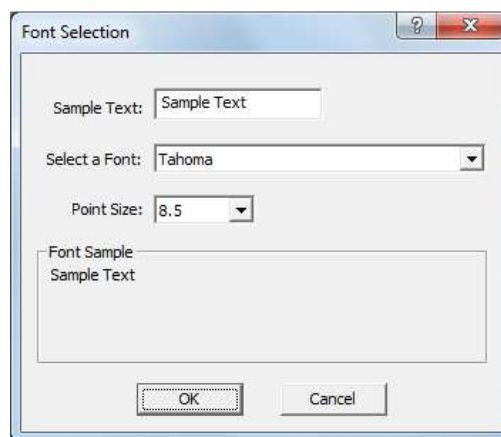 Font Selection
?
Sample Text: Sample Text
Select a Font: Tahoma
Point Size: 8.5
Font Sample
Sample Text
OK Cancel